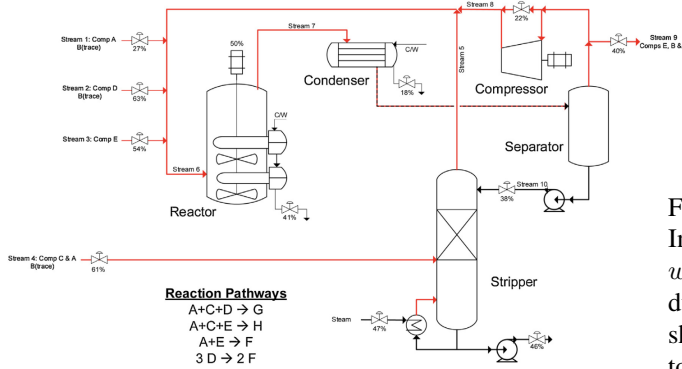 Stream 1: Comp A
B(trace)
27%
Stream 2: Comp D
B(trace)
63%
Stream 3: Comp E
54%
Stream 6
50%
Stream 7
C/W
41%
Reactor
Condenser
C/W
18%
Stream 5
Stream 8
22%
Compressor
Stream 9
Comps E, B &
40%
Separator
Stream 10
38%
Stripper
Stream 4: Comp C & A
B(trace)
61%
Steam
47%
46%
Reaction Pathways
A+C+D → G
A+C+E → H
A+E → F
3 D → 2 F
F
In
w
d
sl
to